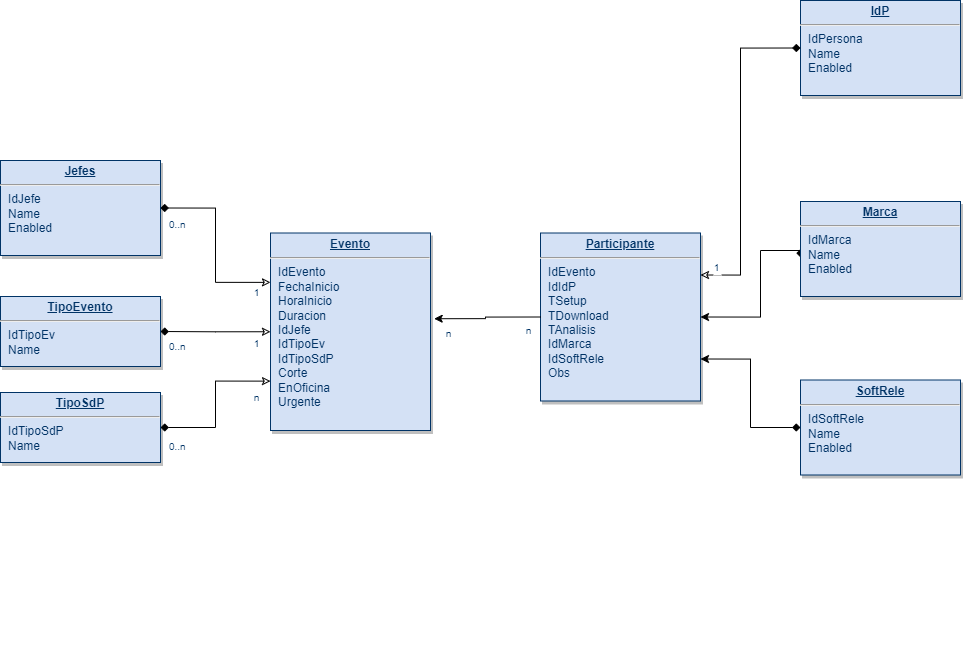 IdP
IdPersona
Name
Enabled
Jefes
IdJefe
Name
Enabled
0..n
1
TipoEvento
IdTipoEv
Name
0..n
1
TipoSdP
IdTipoSdP
Name
0..n
n
Evento
IdEvento
FechaInicio
HoraInicio
Duracion
IdJefe
IdTipoEv
IdTipoSdP
Corte
EnOficina
Urgente
n
n
Participante
IdEvento
IdIdP
TSetup
TDownload
TAnalisis
IdMarca
IdSoftRele
Obs
1
Marca
IdMarca
Name
Enabled
SoftRele
IdSoftRele
Name
Enabled